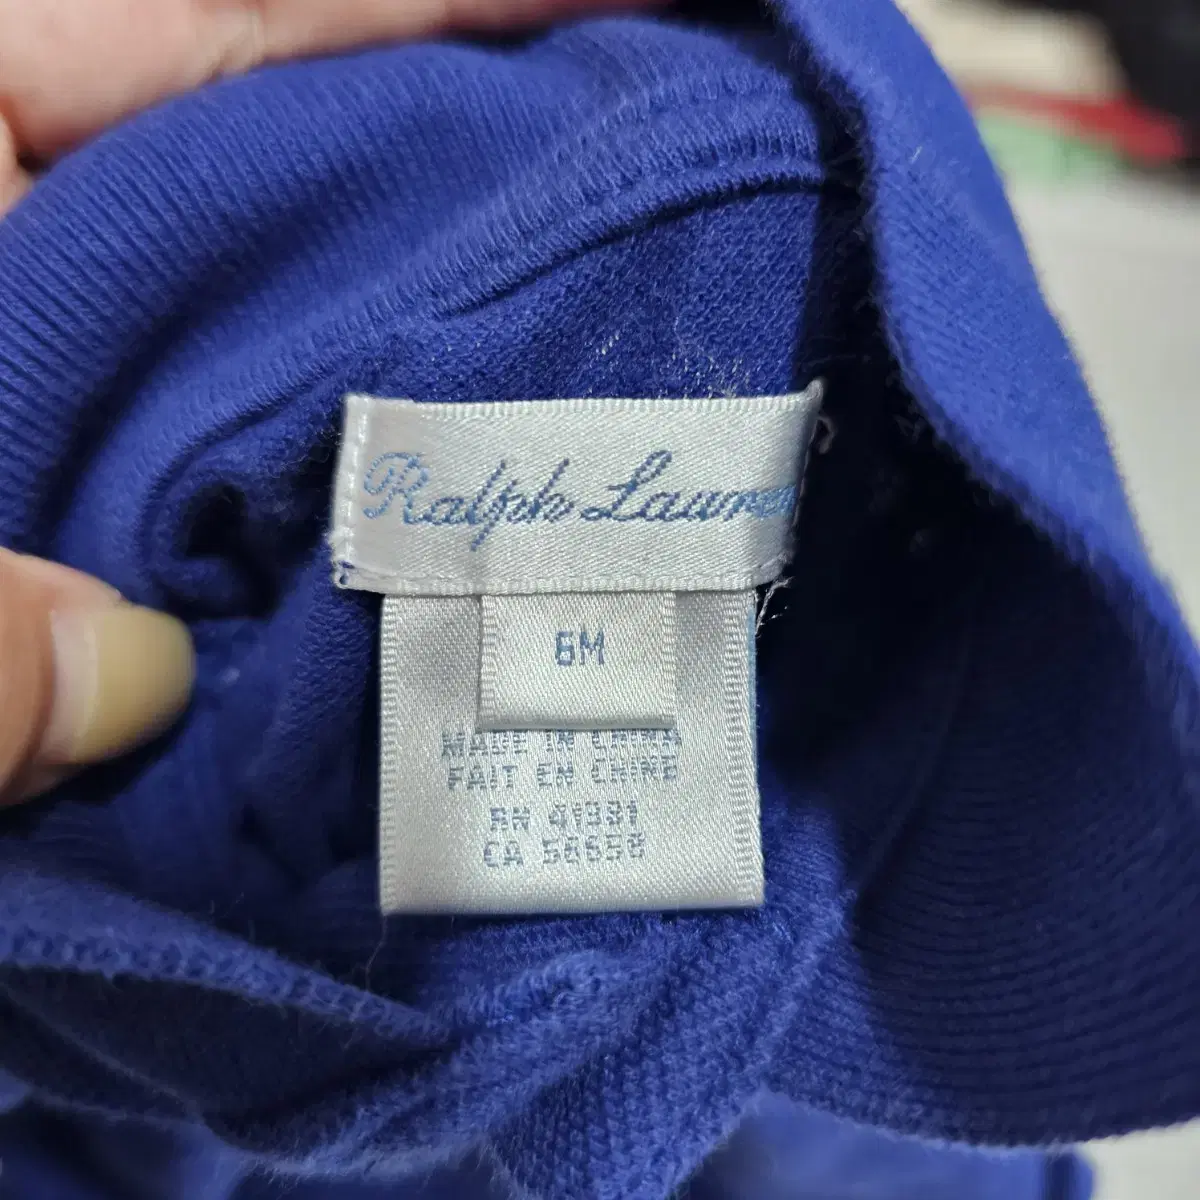 Ralph Lauren
6M
MADE IN CHINA
FAIT EN CHINE
RN 41381
CA 56658